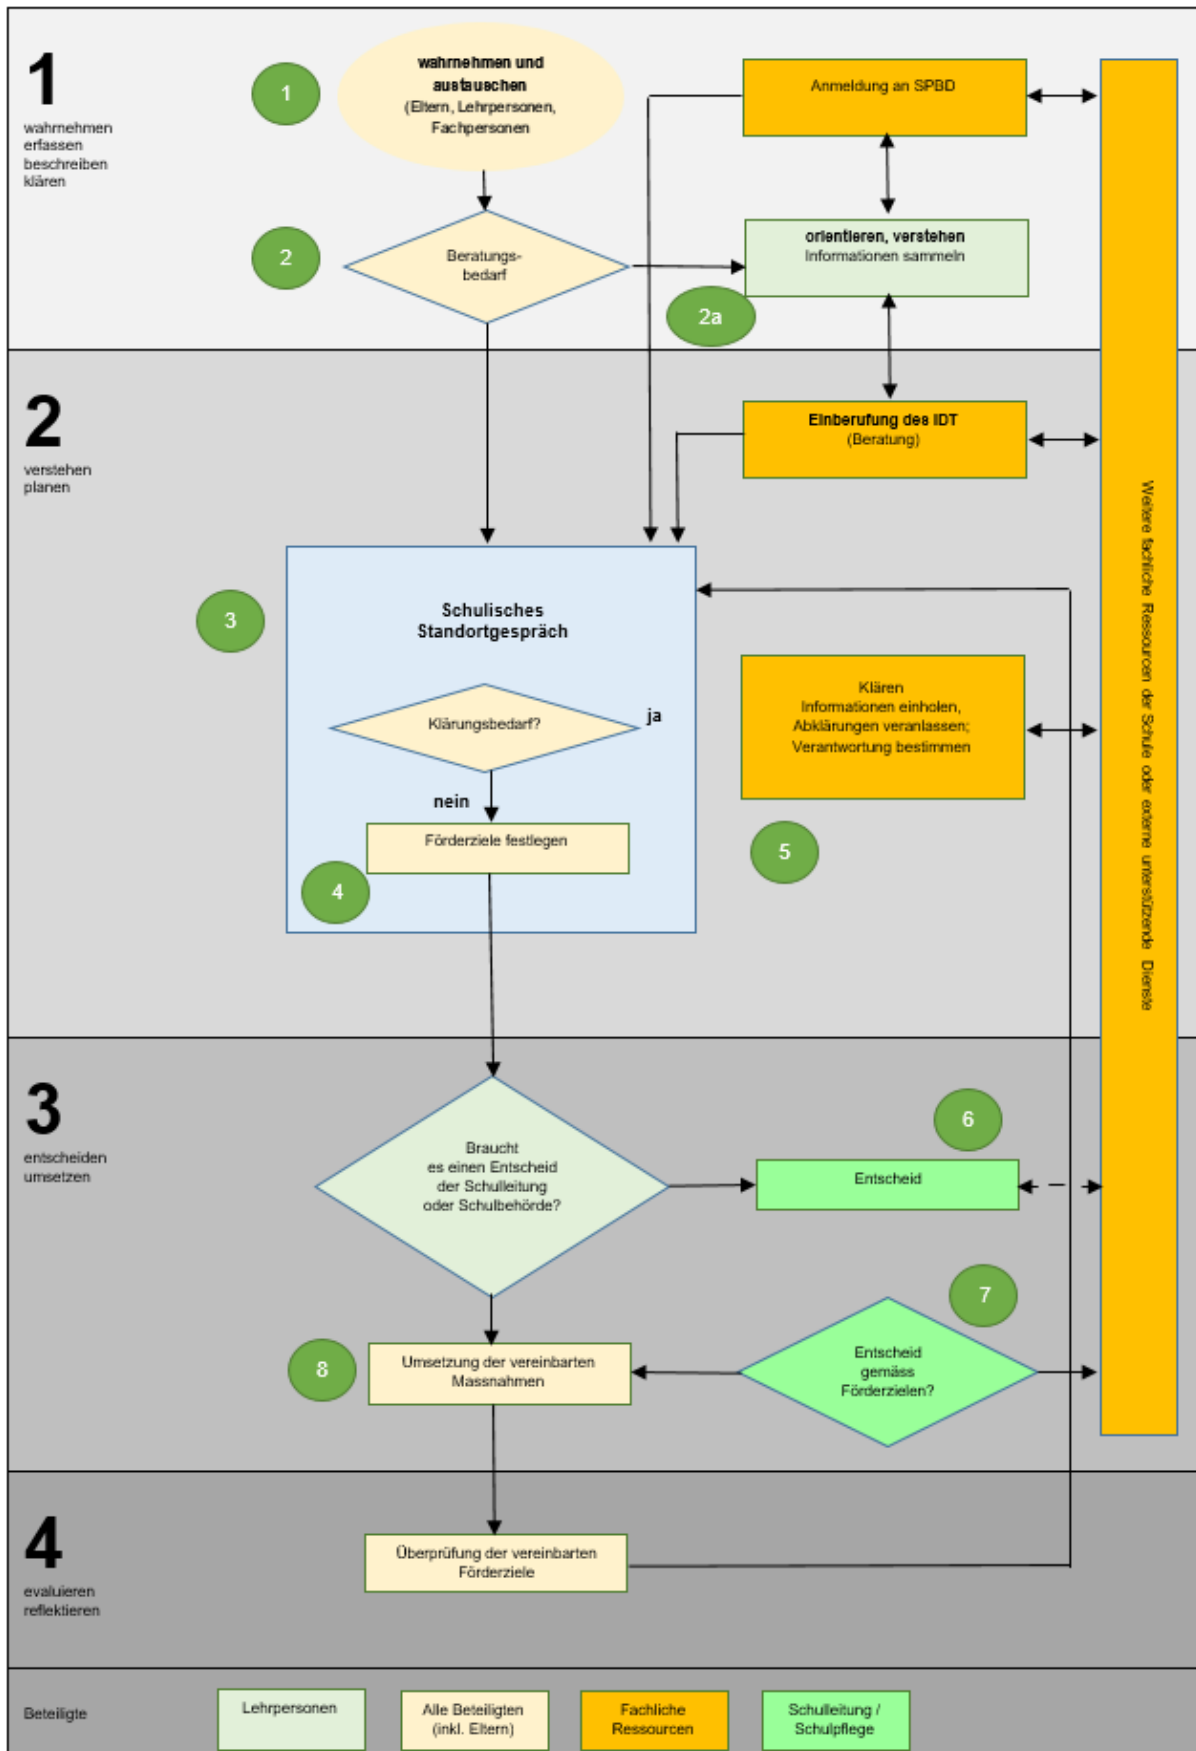 1
wahrnehmen
erfassen
beschreiben
klären
1
wahrnehmen und
austauschen
(Eltern, Lehrpersonen,
Fachpersonen
Anmeldung an SPBD
2
Beratungs-
bedarf
orientieren, verstehen
Informationen sammeln
2a
2
verstehen
planen
Einberufung des IDT
(Beratung)
Weitere fachliche Ressourcen der Schule oder externe unterstützende Dienste
3
Schulisches
Standortgespräch
Klärungsbedarf?
ja
nein
Förderziele festlegen
4
Klären
Informationen einholen,
Abklärungen veranlassen;
Verantwortung bestimmen
5
3
entscheiden
umsetzen
Braucht
es einen Entscheid
der Schulleitung
oder Schulbehörde?
6
Entscheid
7
Entscheid
gemäss
Förderzielen?
8
Umsetzung der vereinbarten
Massnahmen
4
evaluieren
reflektieren
Überprüfung der vereinbarten
Förderziele
Beteiligte
Lehrpersonen
Alle Beteiligten
(inkl. Eltern)
Fachliche
Ressourcen
Schulleitung /
Schulpflege